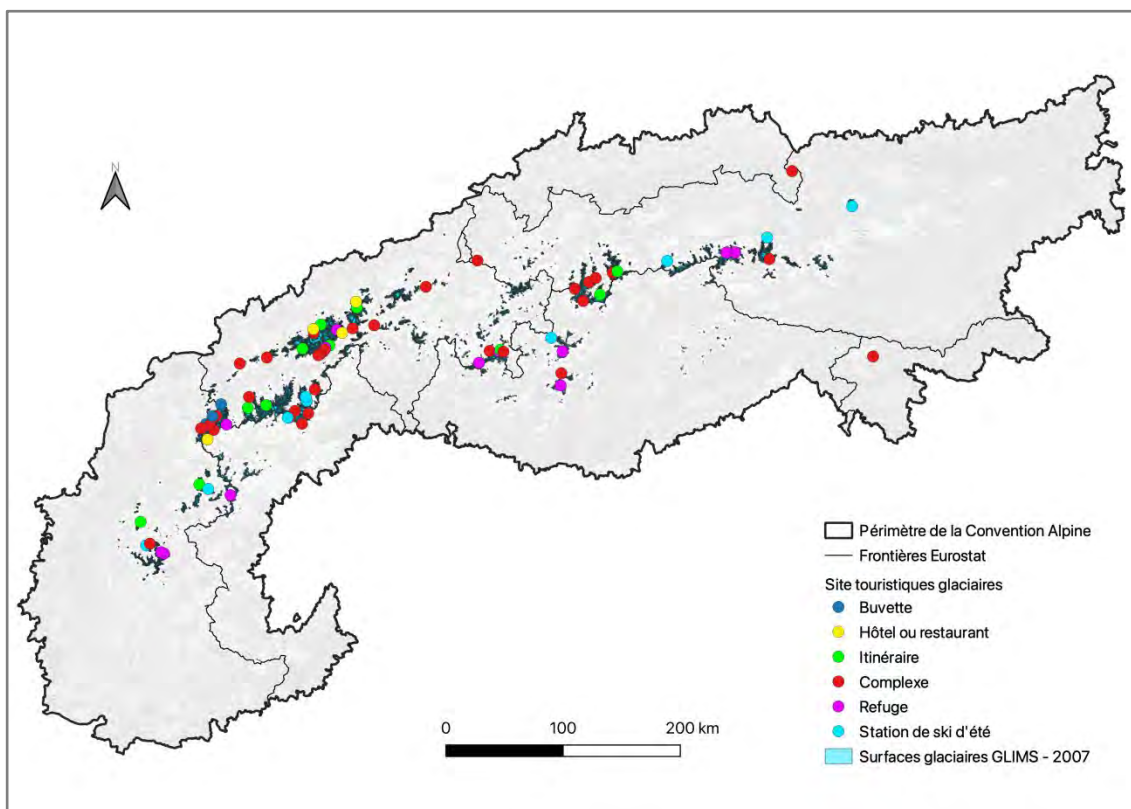 N
Périmètre de la Convention Alpine
Frontières Eurostat
Site touristiques glaciaires
Buvette
Hôtel ou restaurant
Itinéraire
Complexe
Refuge
Station de ski d'été
Surfaces glaciaires GLIMS - 2007
0 100 200 km